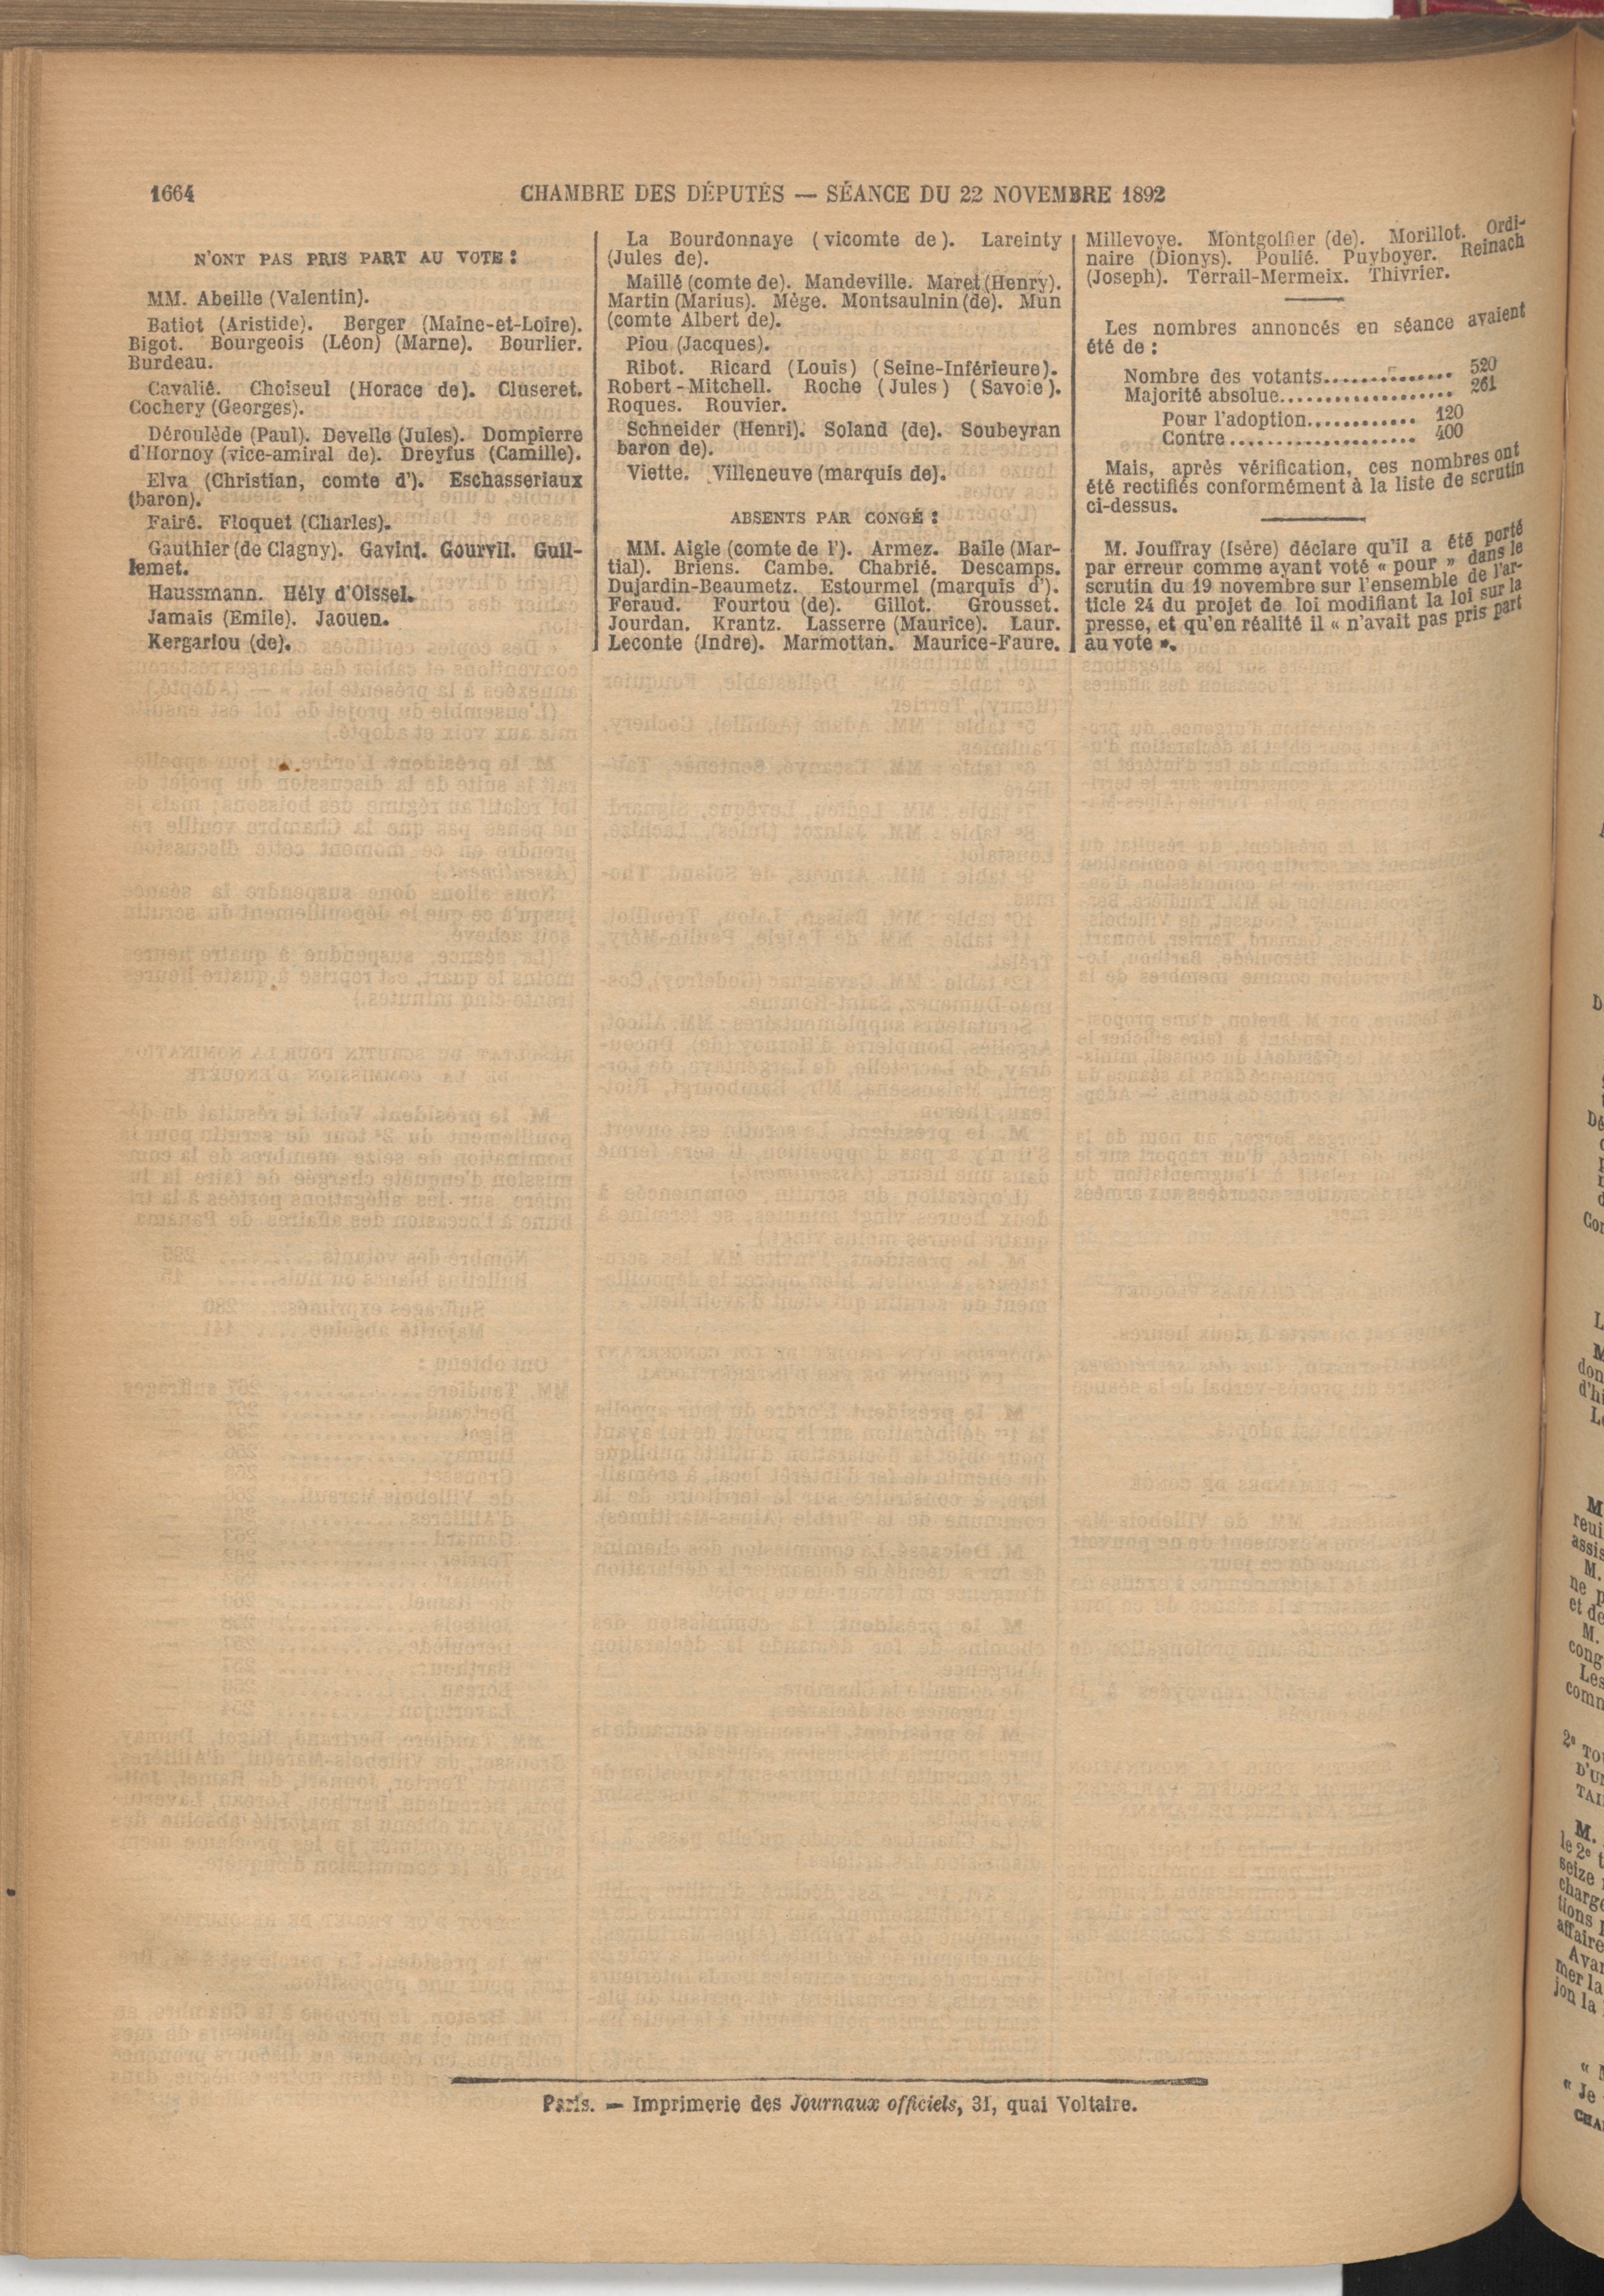 1664
CHAMBRE DES DÉPUTÉS — SÉANCE DU 22 NOVEMBRE 1892
N'ONT PAS PRIS PART AU VOTE :
MM. Abeille (Valentin).
Batiot (Aristide). Berger (Maine-et-Loire).
Bigot. Bourgeois (Léon) (Marne). Bourlier.
Burdeau.
Cavalié. Choiseul (Horace de). Cluseret.
Cochery (Georges).
Déroulède (Paul). Develle (Jules). Dompierre
d'Hornoy (vice-amiral de). Dreyfus (Camille).
Elva (Christian, comte d'). Eschasseriaux
(baron).
Fairé. Floquet (Charles).
Gauthier (de Clagny). Gavini. Gourvil. Guil-
lemet.
Haussmann. Hély d'Oissel.
Jamais (Emile). Jaouen.
Kergariou (de).
La Bourdonnaye (vicomte de). Lareinty
(Jules de).
Maillé (comte de). Mandeville. Maret (Henry).
Martin (Marius). Mège. Montsaulnin (de). Mun
(comte Albert de).
Piou (Jacques).
Ribot. Ricard (Louis) (Seine-Inférieure).
Robert-Mitchell. Roche (Jules) (Savoie).
Roques. Rouvier.
Schneider (Henri). Soland (de). Soubeyran
baron de).
Viette. Villeneuve (marquis de).
ABSENTS PAR CONGÉ :
MM. Aigle (comte de l'). Armez. Baile (Mar-
tial). Briens. Cambe. Chabrié. Descamps.
Dujardin-Beaumetz. Estourmel (marquis d').
Feraud. Fourtou (de). Gillot. Grousset.
Jourdan. Krantz. Lasserre (Maurice). Laur.
Leconte (Indre). Marmottan. Maurice-Faure.
Millevoye. Montgolfier (de). Morillot. Ordi-
naire (Dionys). Poulié. Puyboyer. Reinach
(Joseph). Terrail-Mermeix. Thivrier.
Les nombres annoncés en séance avaient
été de :
Nombre des votants............... 520
Majorité absolue................... 261
Pour l'adoption............ 120
Contre..................... 400
Mais, après vérification, ces nombres ont
été rectifiés conformément à la liste de scrutin
ci-dessus.
M. Jouffray (Isère) déclare qu'il a été porté
par erreur comme ayant voté « pour » dans le
scrutin du 19 novembre sur l'ensemble de l'ar-
ticle 24 du projet de loi modifiant la loi sur la
presse, et qu'en réalité il « n'avait pas pris part
au vote ».
Paris. — Imprimerie des Journaux officiels, 31, quai Voltaire.